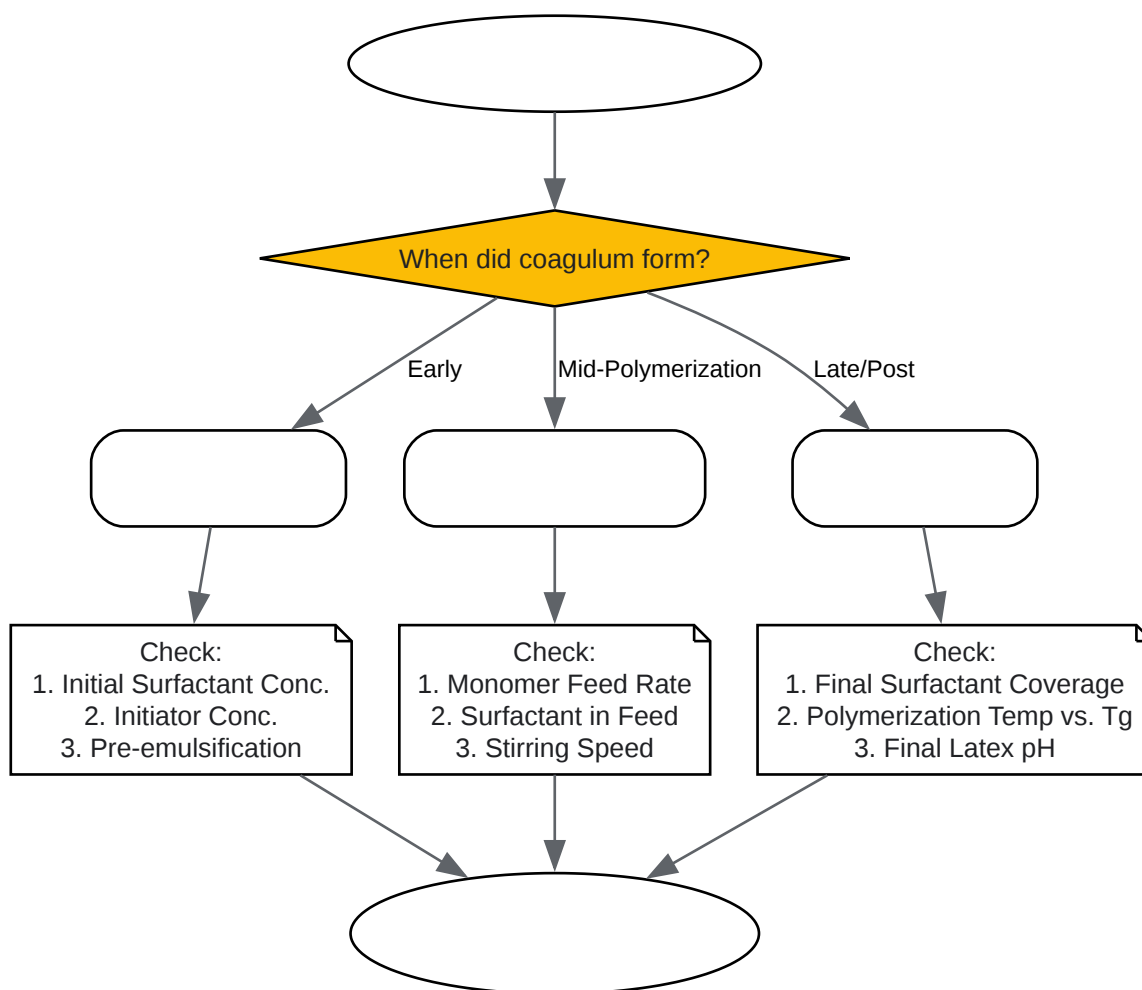 When did coagulum form?
Early
Mid-Polymerization
Late/Post
Check:
1. Initial Surfactant Conc.
2. Initiator Conc.
3. Pre-emulsification
Check:
1. Monomer Feed Rate
2. Surfactant in Feed
3. Stirring Speed
Check:
1. Final Surfactant Coverage
2. Polymerization Temp vs. Tg
3. Final Latex pH